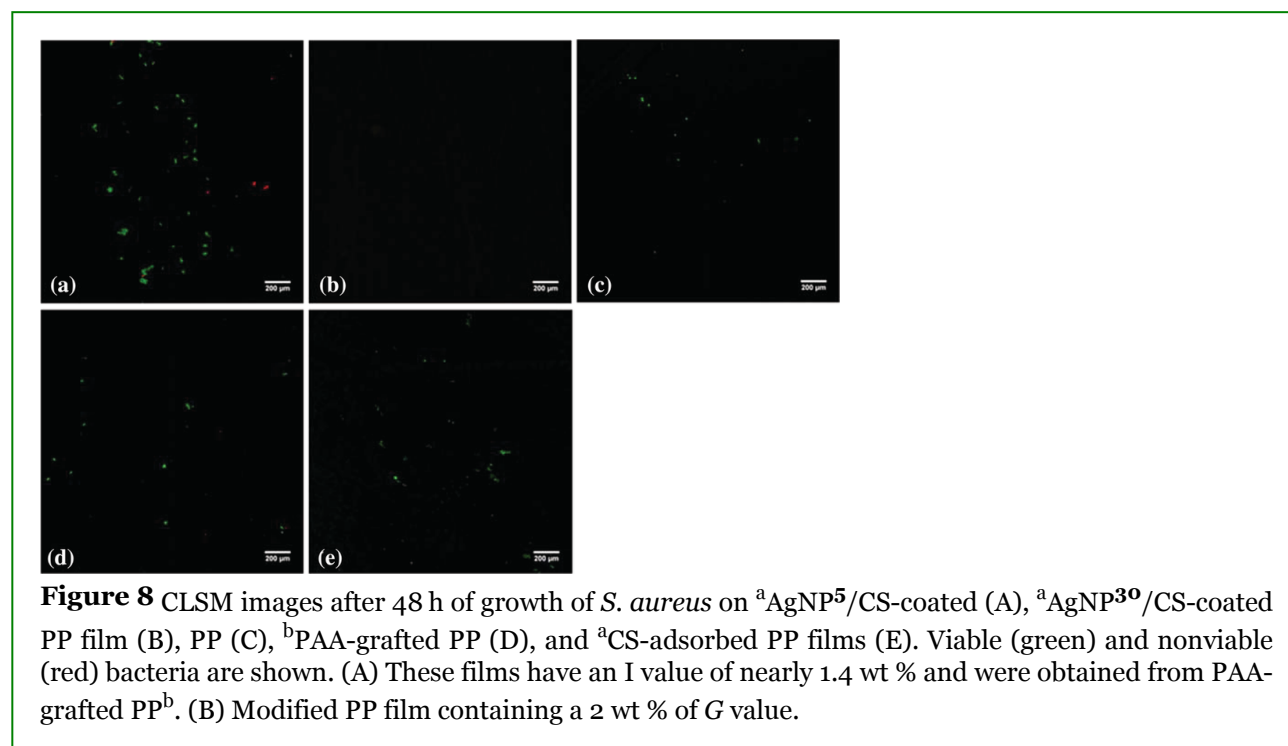 (a) 200 µm (b) 200 µm (c) 200 µm
(d) 200 µm (e) 200 µm
Figure 8 CLSM images after 48 h of growth of S. aureus on ᵃAgNP⁵/CS-coated (A), ᵃAgNP³⁰/CS-coated
PP film (B), PP (C), ᵇPAA-grafted PP (D), and ᵃCS-adsorbed PP films (E). Viable (green) and nonviable
(red) bacteria are shown. (A) These films have an I value of nearly 1.4 wt % and were obtained from PAA-
grafted PPᵇ. (B) Modified PP film containing a 2 wt % of G value.